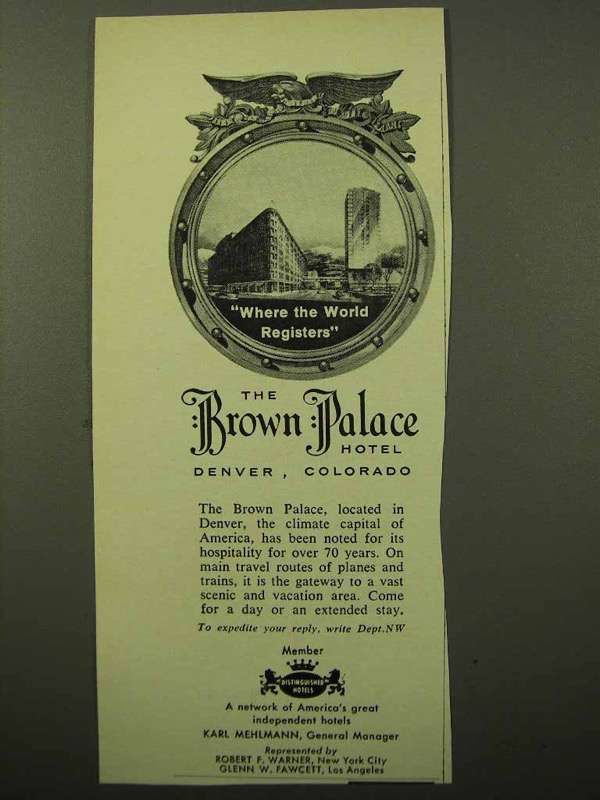 "Where the World
Registers"
THE
Brown Palace
HOTEL
DENVER, COLORADO
The Brown Palace, located in
Denver, the climate capital of
America, has been noted for its
hospitality for over 70 years. On
main travel routes of planes and
trains, it is the gateway to a vast
scenic and vacation area. Come
for a day or an extended stay.
To expedite your reply, write Dept.NW
Member
DISTINGUISHED
HOTELS
A network of America's great
independent hotels
KARL MEHLMANN, General Manager
Represented by
ROBERT F. WARNER, New York City
GLENN W. FAWCETT, Los Angeles